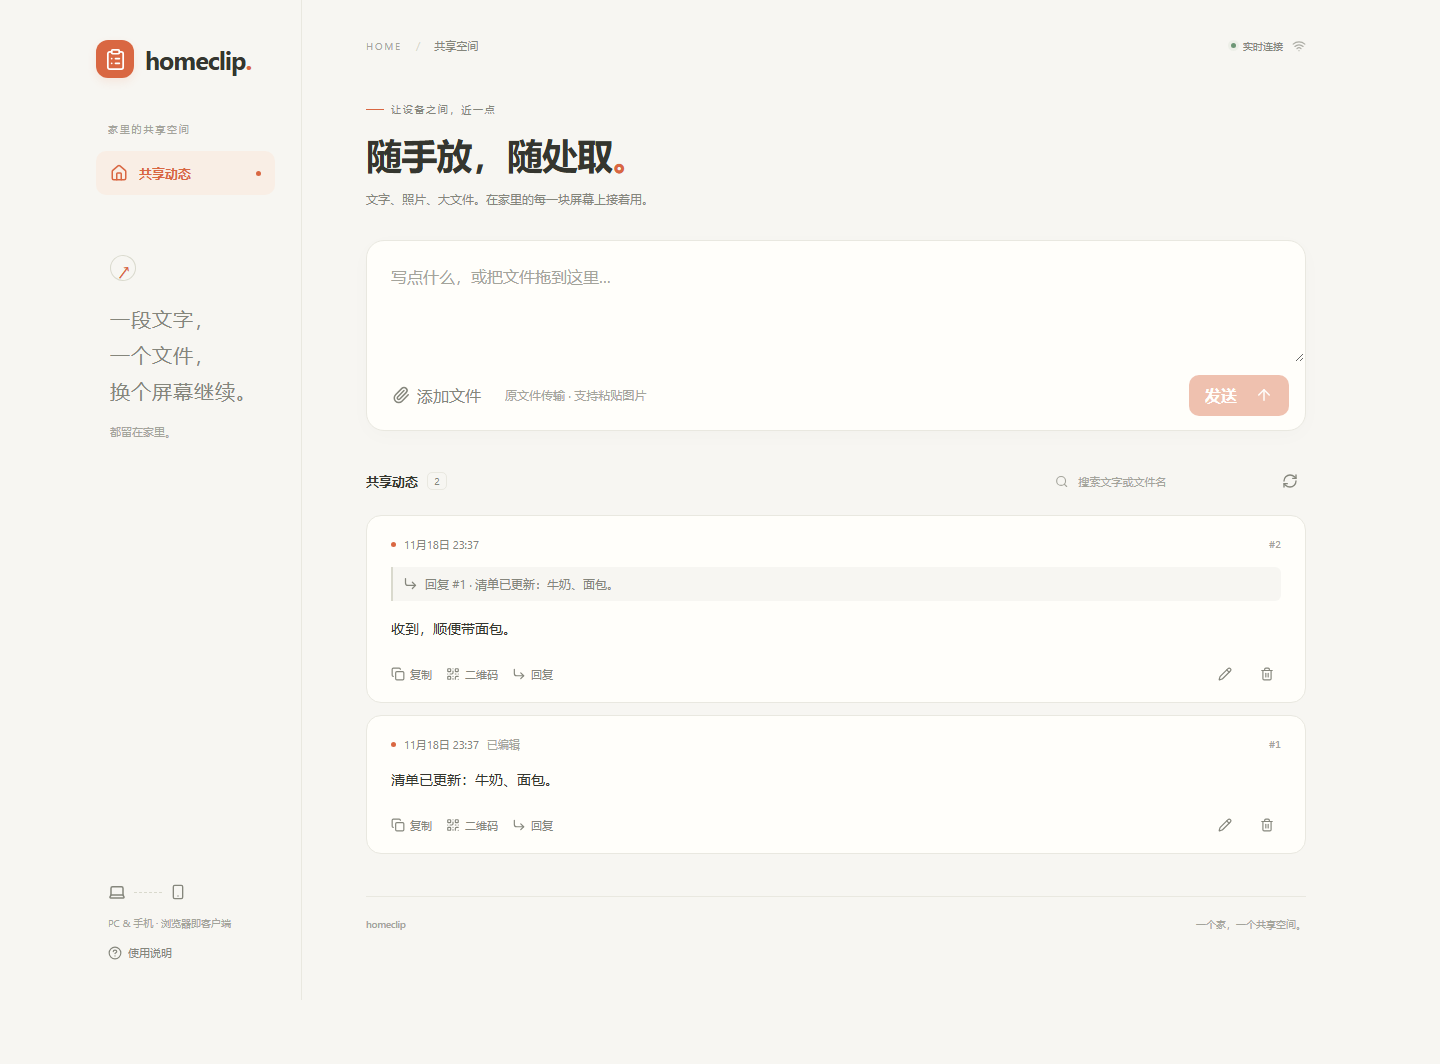 homeclip.
家里的共享空间
共享动态
一段文字，
一个文件，
换个屏幕继续。
都留在家里。
PC & 手机 · 浏览器即客户端
使用说明
HOME / 共享空间
实时连接
让设备之间，近一点
随手放，随处取。
文字、照片、大文件。在家里的每一块屏幕上接着用。
写点什么，或把文件拖到这里...
添加文件
原文件传输 · 支持粘贴图片
发送
共享动态 2
搜索文字或文件名
11月18日 23:37
#2
回复 #1 · 清单已更新：牛奶、面包。
收到，顺便带面包。
复制 二维码 回复
11月18日 23:37 已编辑
#1
清单已更新：牛奶、面包。
复制 二维码 回复
homeclip
一个家，一个共享空间。